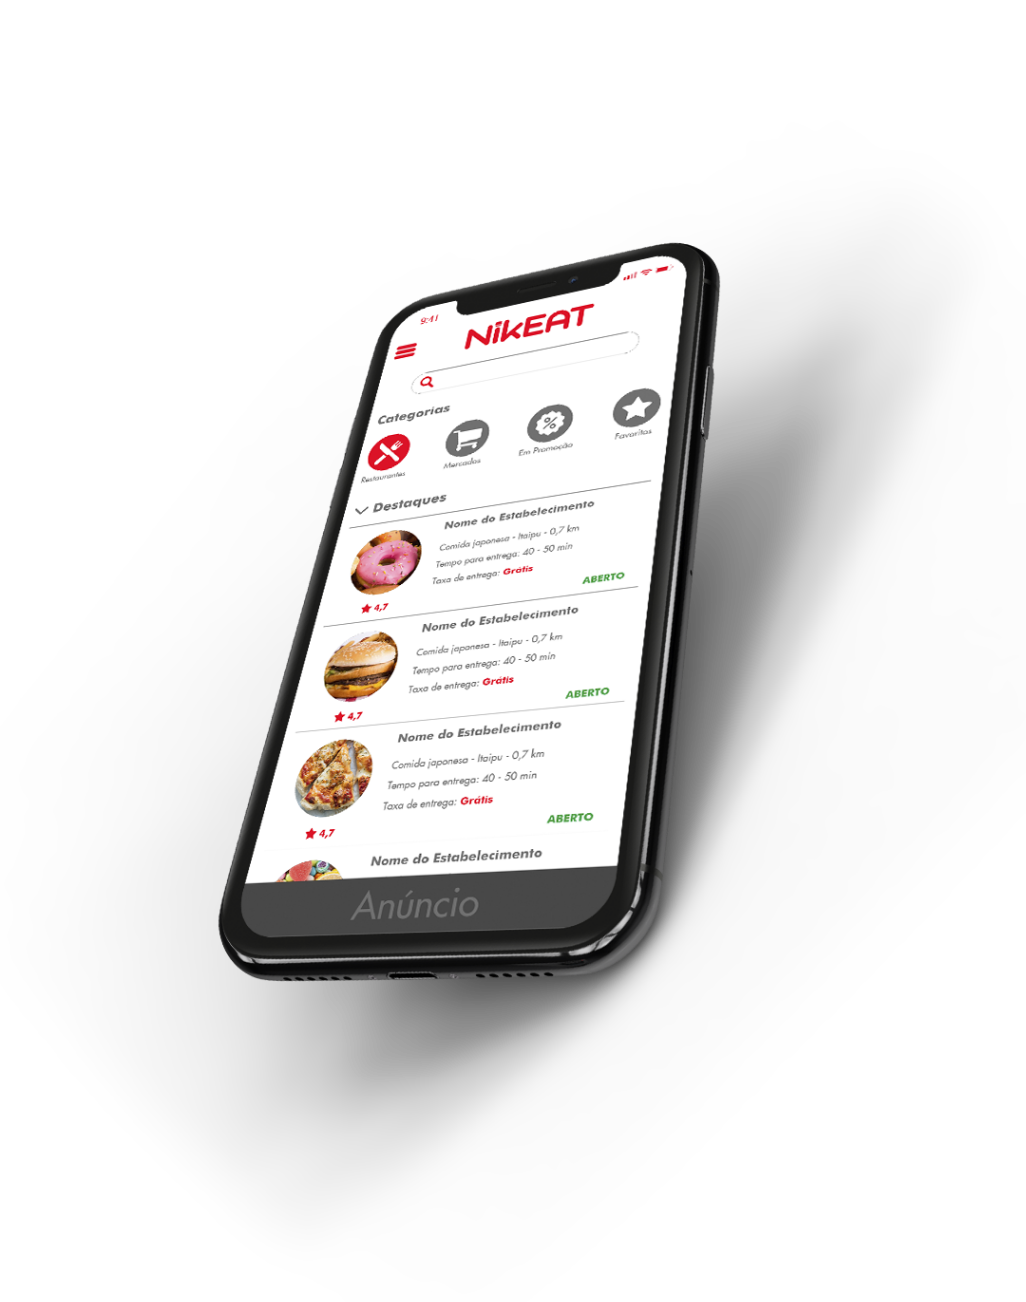 9:41
NikEAT
Categorias
Restaurantes
Mercados
Em Promoção
Favoritos
Destaques
Nome do Estabelecimento
Comida japonesa - Itaipu - 0,7 km
Tempo para entrega: 40 - 50 min
Taxa de entrega: Grátis
ABERTO
4,7
Nome do Estabelecimento
Comida japonesa - Itaipu - 0,7 km
Tempo para entrega: 40 - 50 min
Taxa de entrega: Grátis
ABERTO
4,7
Nome do Estabelecimento
Comida japonesa - Itaipu - 0,7 km
Tempo para entrega: 40 - 50 min
Taxa de entrega: Grátis
ABERTO
4,7
Nome do Estabelecimento
Anúncio